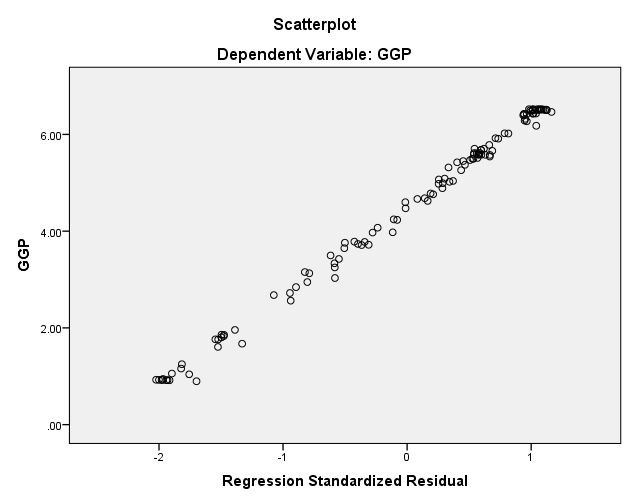 Scatterplot
Dependent Variable: GGP
6.00
4.00
2.00
.00
GGP
-2 -1 0 1
Regression Standardized Residual